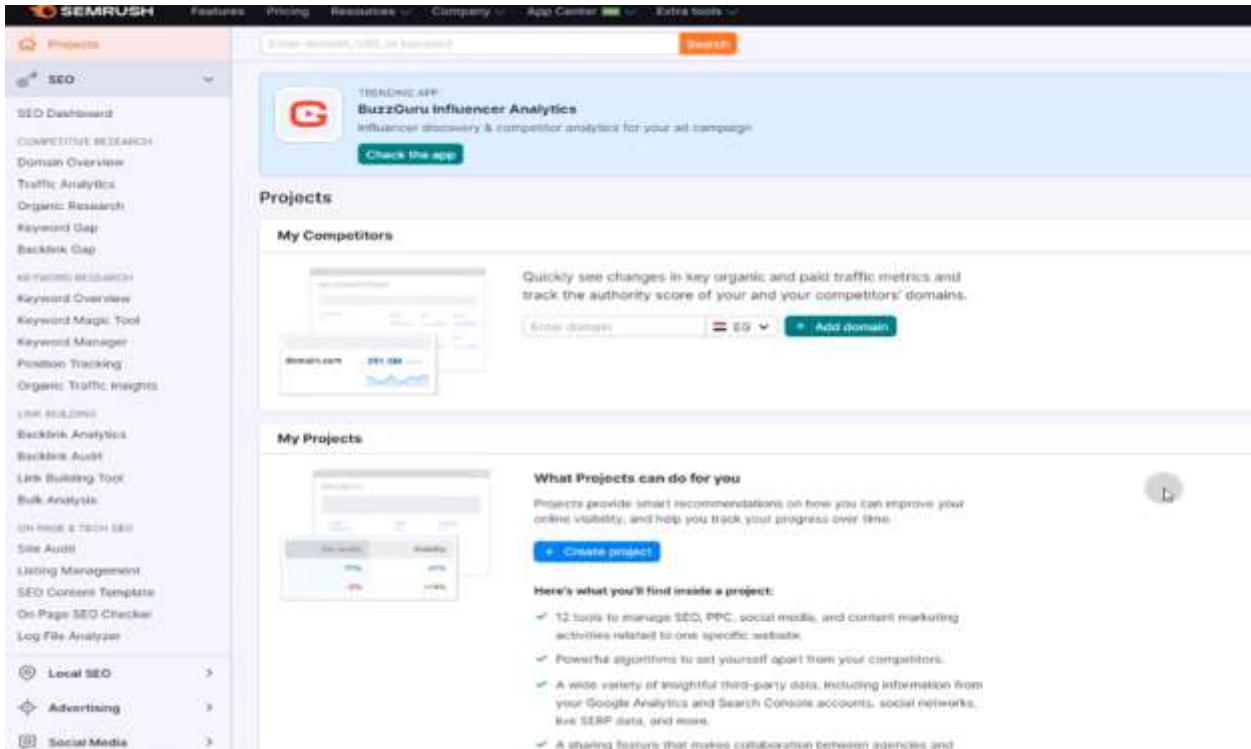 SEMRUSH
Features Pricing Resources Company App Center Extra tools
Projects
Enter domain, URL or keyword
Search
SEO
SEO Dashboard
COMPETITIVE RESEARCH
Domain Overview
Traffic Analytics
Organic Research
Keyword Gap
Backlink Gap
KEYWORD RESEARCH
Keyword Overview
Keyword Magic Tool
Keyword Manager
Position Tracking
Organic Traffic Insights
LINK BUILDING
Backlink Analytics
Backlink Audit
Link Building Tool
Bulk Analysis
ON PAGE & TECH SEO
Site Audit
Listing Management
SEO Content Template
On Page SEO Checker
Log File Analyzer
Local SEO
Advertising
Social Media
TRENDING APP
BuzzGuru Influencer Analytics
Influencer discovery & competitor analytics for your ad campaign
Check the app
Projects
My Competitors
domain.com
Quickly see changes in key organic and paid traffic metrics and
track the authority score of your and your competitors' domains.
Enter domain
EG
+ Add domain
My Projects
Visibility
What Projects can do for you
Projects provide smart recommendations on how you can improve your
online visibility, and help you track your progress over time.
+ Create project
Here's what you'll find inside a project:
12 tools to manage SEO, PPC, social media, and content marketing
activities related to one specific website.
Powerful algorithms to set yourself apart from your competitors.
A wide variety of insightful third-party data, including information from
your Google Analytics and Search Console accounts, social networks,
live SERP data, and more.
A sharing feature that makes collaboration between agencies and